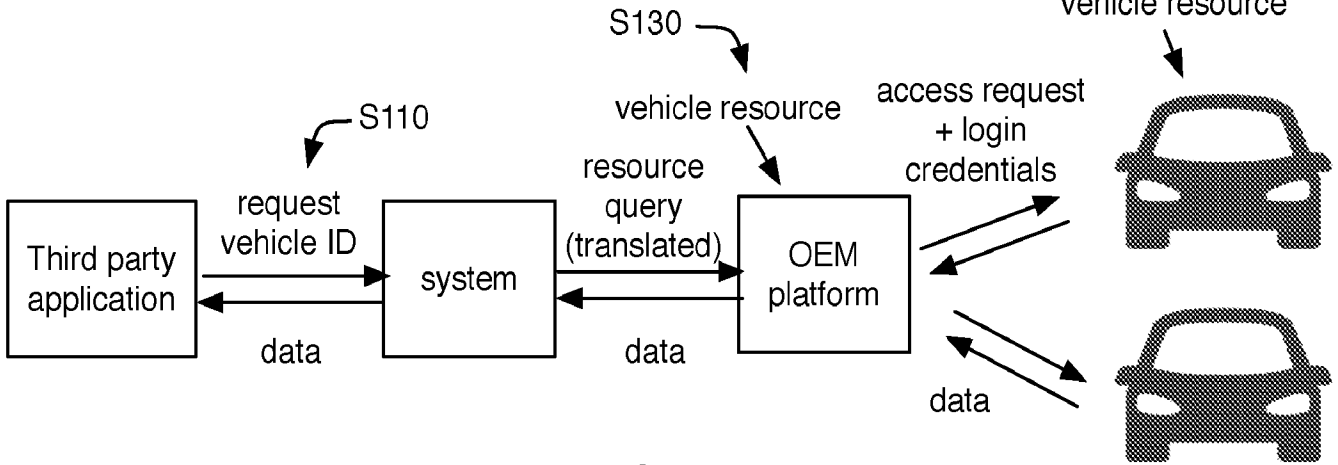 S130
vehicle resource
S110
vehicle resource
access request
+ login
credentials
request
vehicle ID
resource
query
(translated)
Third party
application
system
OEM
platform
data
data
data